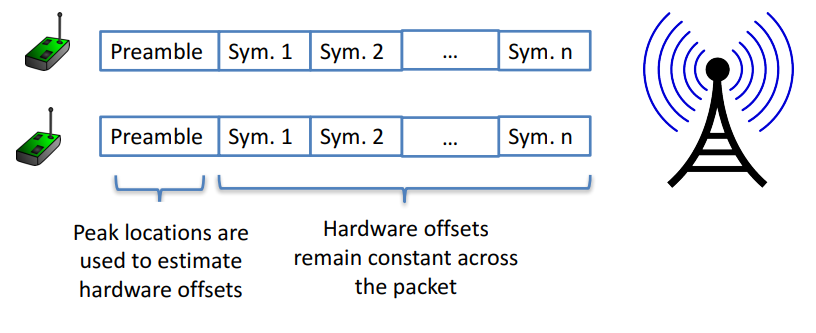 Preamble Sym. 1 Sym. 2 ... Sym. n
Preamble Sym. 1 Sym. 2 ... Sym. n
Peak locations are
used to estimate
hardware offsets
Hardware offsets
remain constant across
the packet